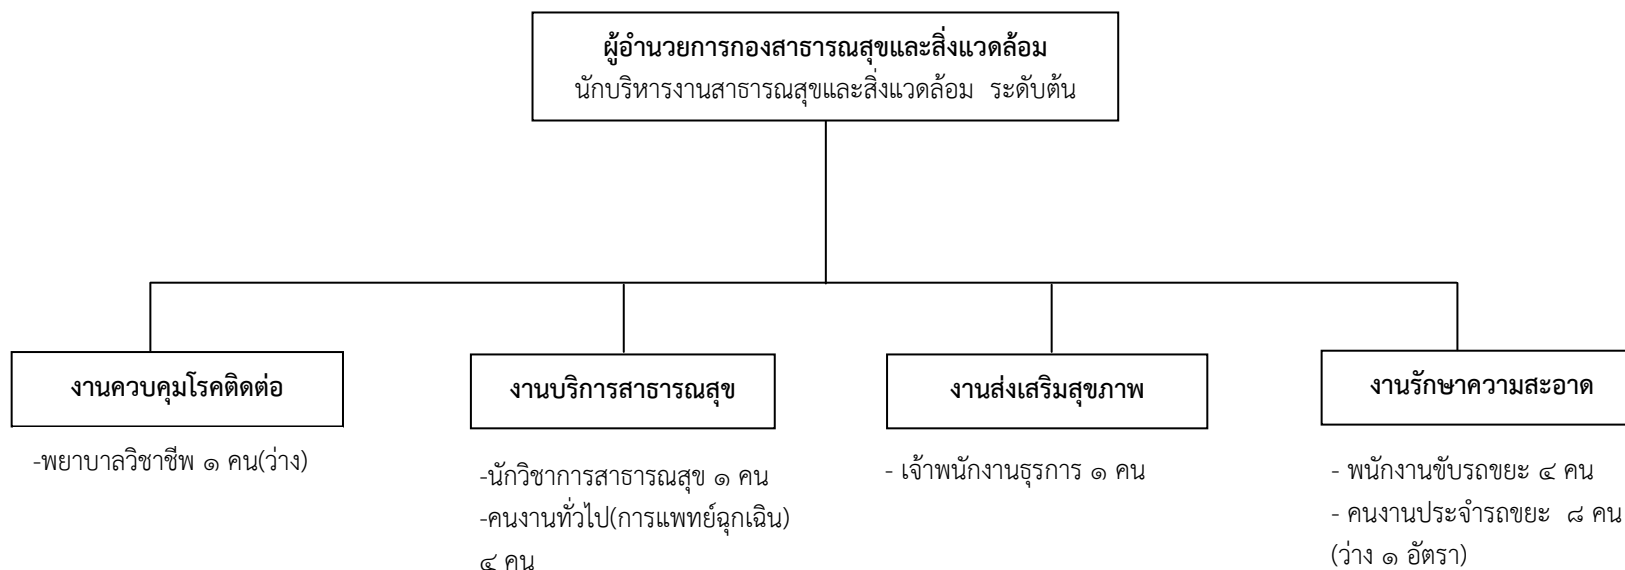 ผู้อำนวยการกองสาธารณสุขและสิ่งแวดล้อม
นักบริหารงานสาธารณสุขและสิ่งแวดล้อม ระดับต้น
งานควบคุมโรคติดต่อ
-พยาบาลวิชาชีพ ๑ คน(ว่าง)
งานบริการสาธารณสุข
-นักวิชาการสาธารณสุข ๑ คน
-คนงานทั่วไป(การแพทย์ฉุกเฉิน)
๔ คน
งานส่งเสริมสุขภาพ
- เจ้าพนักงานธุรการ ๑ คน
งานรักษาความสะอาด
- พนักงานขับรถขยะ ๔ คน
- คนงานประจำรถขยะ ๘ คน
(ว่าง ๑ อัตรา)